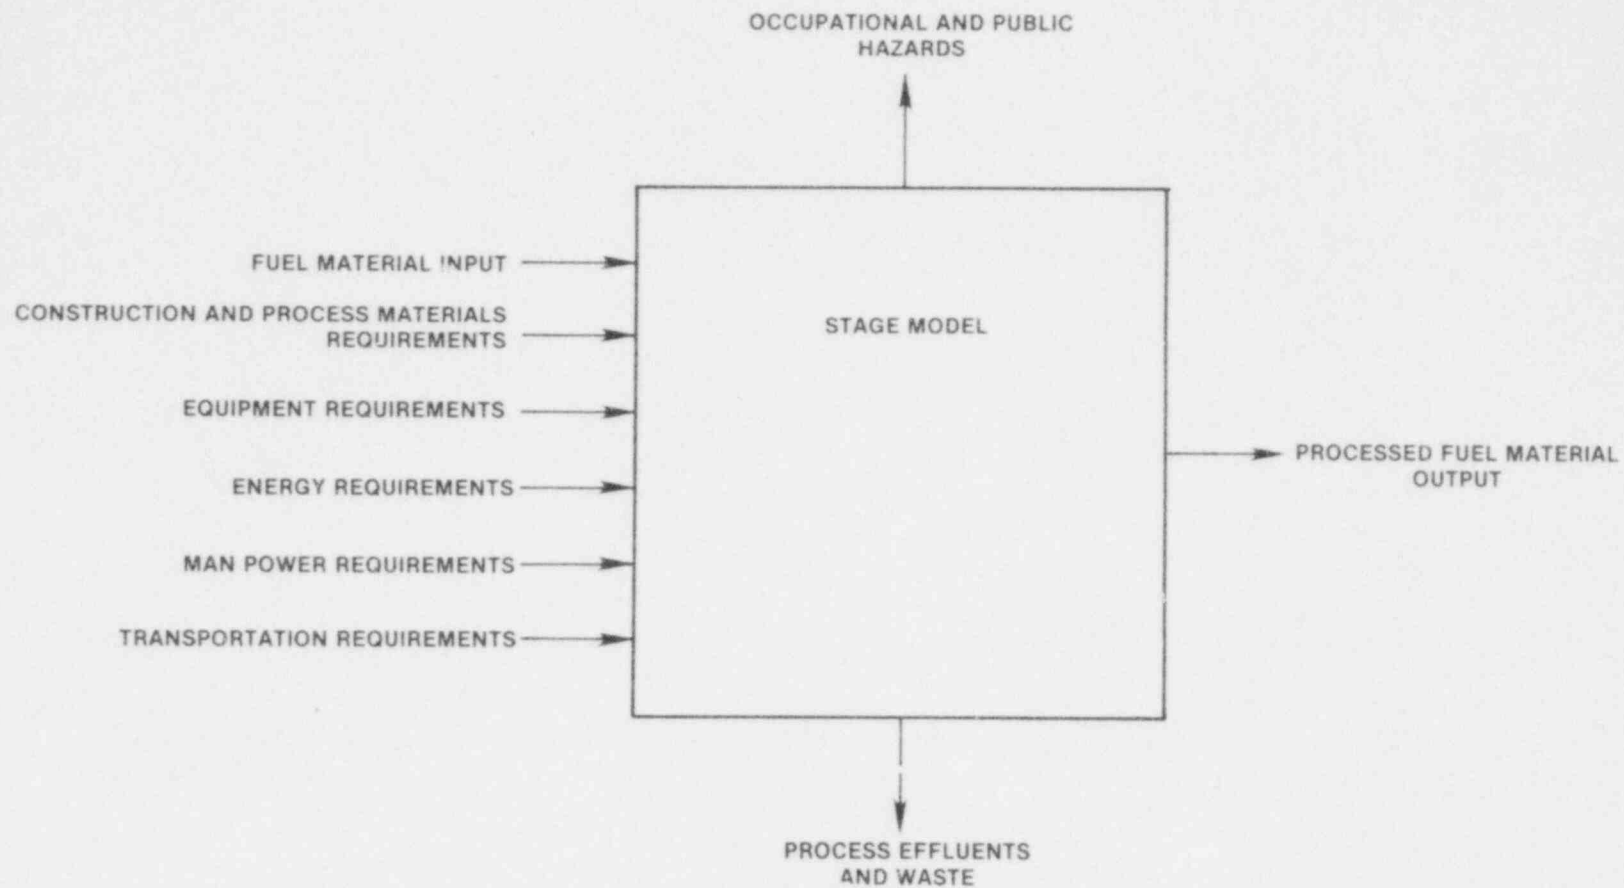 OCCUPATIONAL AND PUBLIC
HAZARDS
FUEL MATERIAL INPUT
CONSTRUCTION AND PROCESS MATERIALS
REQUIREMENTS
STAGE MODEL
EQUIPMENT REQUIREMENTS
PROCESSED FUEL MATERIAL
OUTPUT
ENERGY REQUIREMENTS
MAN POWER REQUIREMENTS
TRANSPORTATION REQUIREMENTS
PROCESS EFFLUENTS
AND WASTE